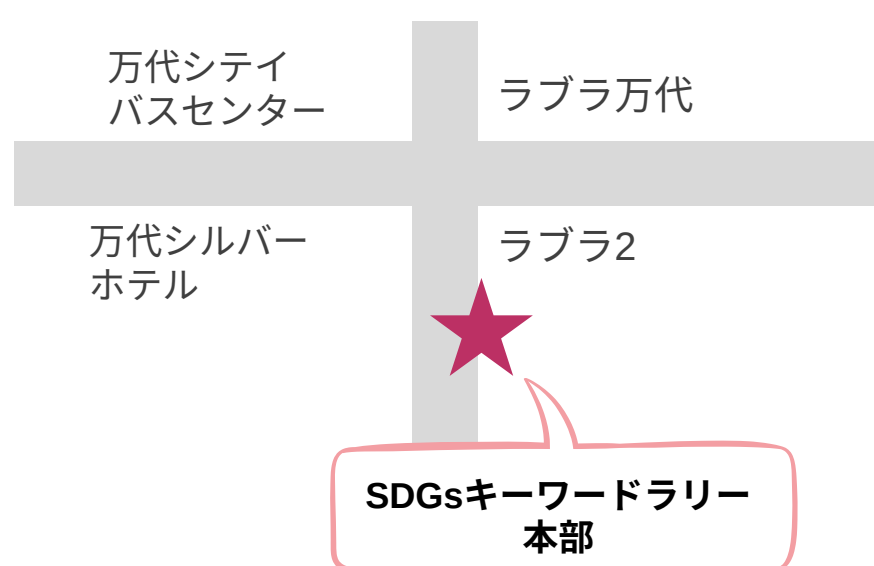 万代シテイ
バスセンター
ラブラ万代
万代シルバー
ホテル
ラブラ2
SDGsキーワードラリー
本部